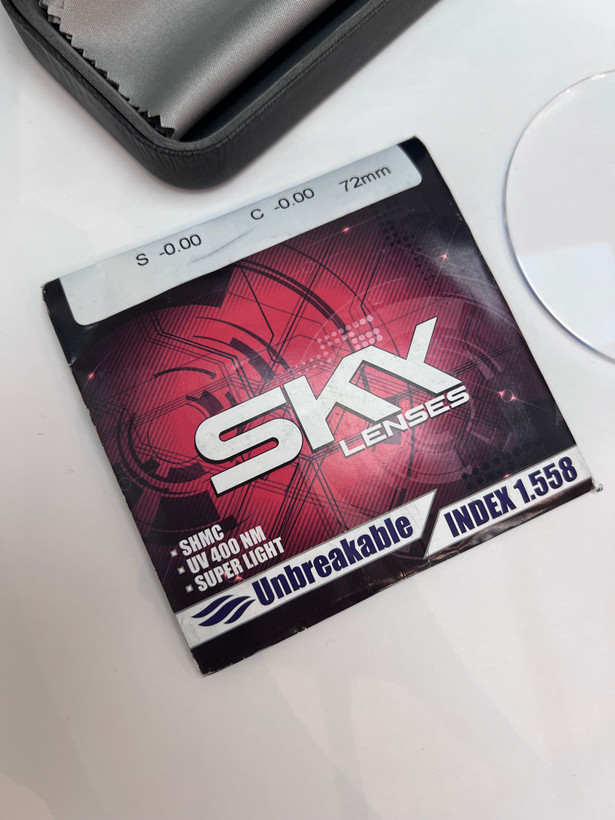 S -0.00 C -0.00 72mm
SKY
LENSES
▪ SHMC
▪ UV 400 NM
▪ SUPER LIGHT
Unbreakable
INDEX 1.558